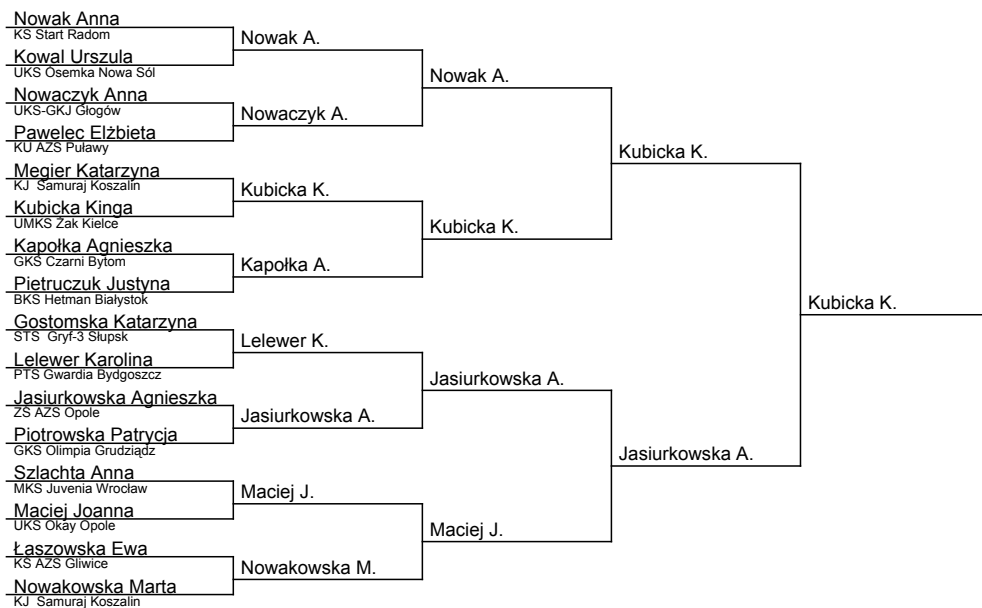 Nowak Anna
KS Start Radom
Kowal Urszula
UKS Ósemka Nowa Sól
Nowaczyk Anna
UKS-GKJ Głogów
Pawelec Elżbieta
KU AZS Puławy
Megier Katarzyna
KJ  Samuraj Koszalin
Kubicka Kinga
UMKS Żak Kielce
Kapołka Agnieszka
GKS Czarni Bytom
Pietruczuk Justyna
BKS Hetman Białystok
Gostomska Katarzyna
STS  Gryf-3 Słupsk
Lelewer Karolina
PTS Gwardia Bydgoszcz
Jasiurkowska Agnieszka
ZS AZS Opole
Piotrowska Patrycja
GKS Olimpia Grudziądz
Szlachta Anna
MKS Juvenia Wrocław
Maciej Joanna
UKS Okay Opole
Łaszowska Ewa
KS AZS Gliwice
Nowakowska Marta
KJ  Samuraj Koszalin
Nowak A.
Nowaczyk A.
Kubicka K.
Kapołka A.
Lelewer K.
Jasiurkowska A.
Maciej J.
Nowakowska M.
Nowak A.
Kubicka K.
Jasiurkowska A.
Maciej J.
Kubicka K.
Jasiurkowska A.
Kubicka K.